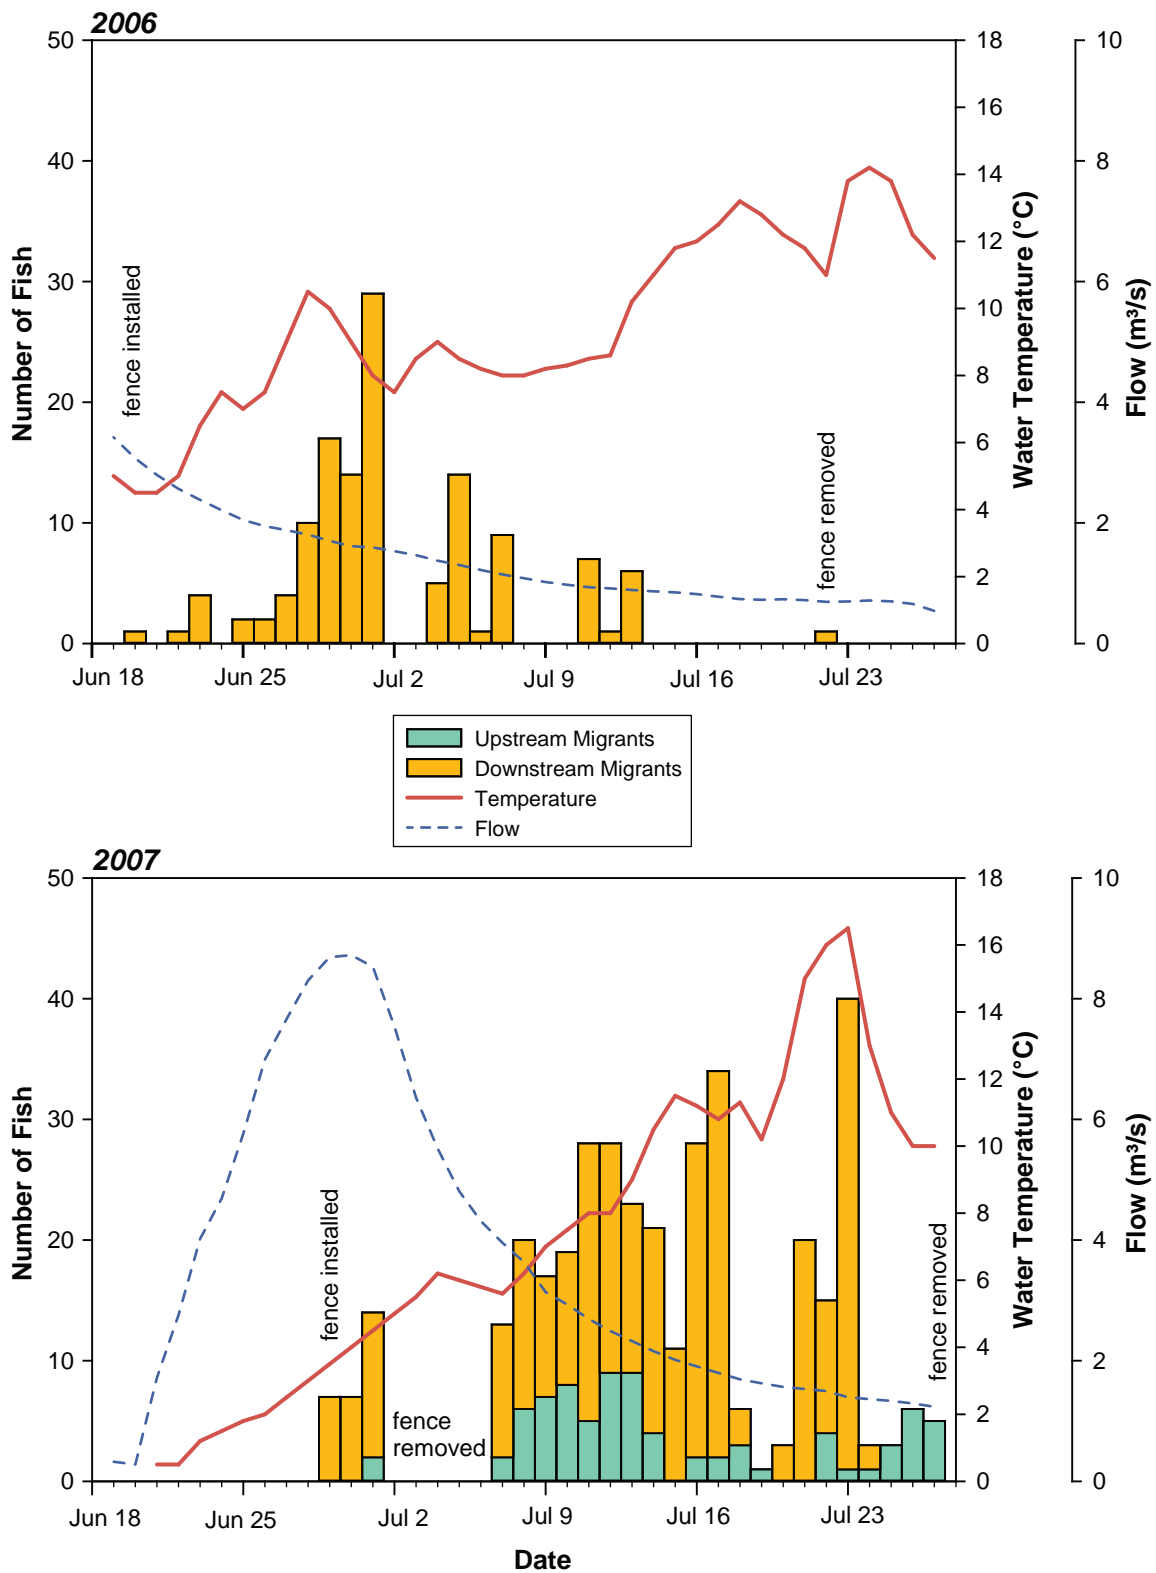 2006
50
40
30
20
10
0
Number of Fish
fence installed
fence removed
18
16
14
12
10
8
6
4
2
0
Water Temperature (°C)
10
8
6
4
2
0
Flow (m³/s)
Jun 18
Jun 25
Jul 2
Jul 9
Jul 16
Jul 23
Upstream Migrants
Downstream Migrants
Temperature
Flow
2007
50
40
30
20
10
0
Number of Fish
fence installed
fence
removed
fence removed
18
16
14
12
10
8
6
4
2
0
Water Temperature (°C)
10
8
6
4
2
0
Flow (m³/s)
Jun 18
Jun 25
Jul 2
Jul 9
Jul 16
Jul 23
Date